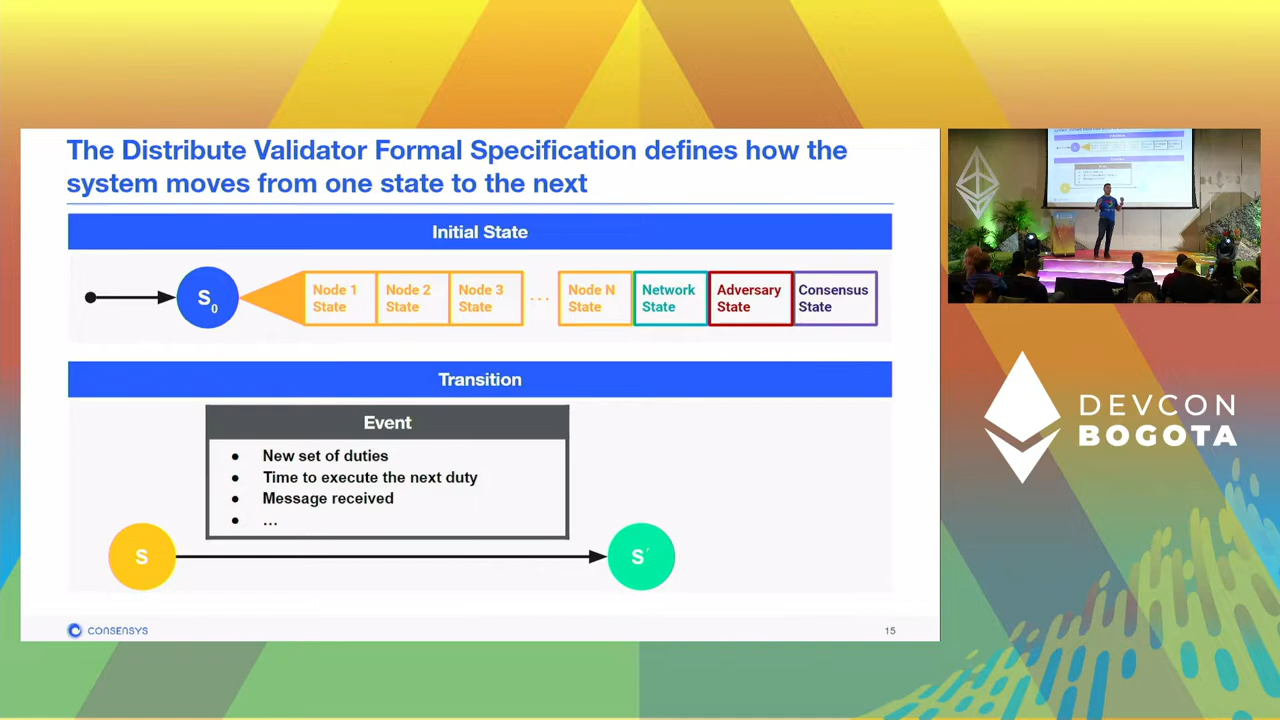 The Distribute Validator Formal Specification defines how the
system moves from one state to the next
Initial State
S0
Node 1 State
Node 2 State
Node 3 State
...
Node N State
Network State
Adversary State
Consensus State
Transition
Event
● New set of duties
● Time to execute the next duty
● Message received
● …
S
S´
CONSENSYS
15
DEVCON
BOGOTA